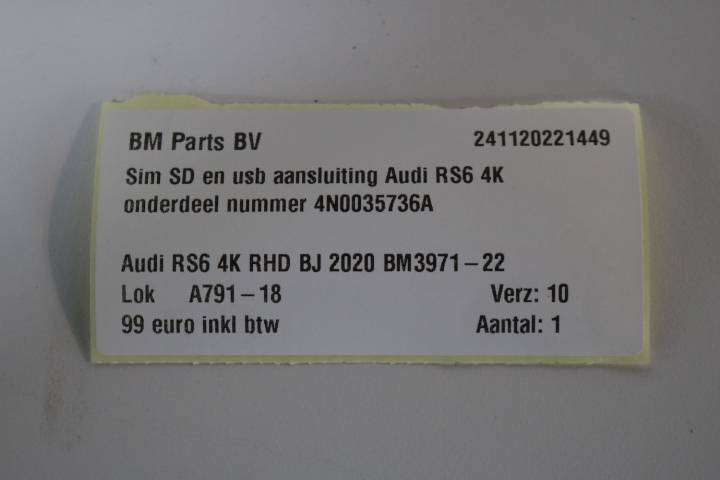 BM Parts BV 241120221449
Sim SD en usb aansluiting Audi RS6 4K
onderdeel nummer 4N0035736A
Audi RS6 4K RHD BJ 2020 BM3971-22
Lok A791-18 Verz: 10
99 euro inkl btw Aantal: 1